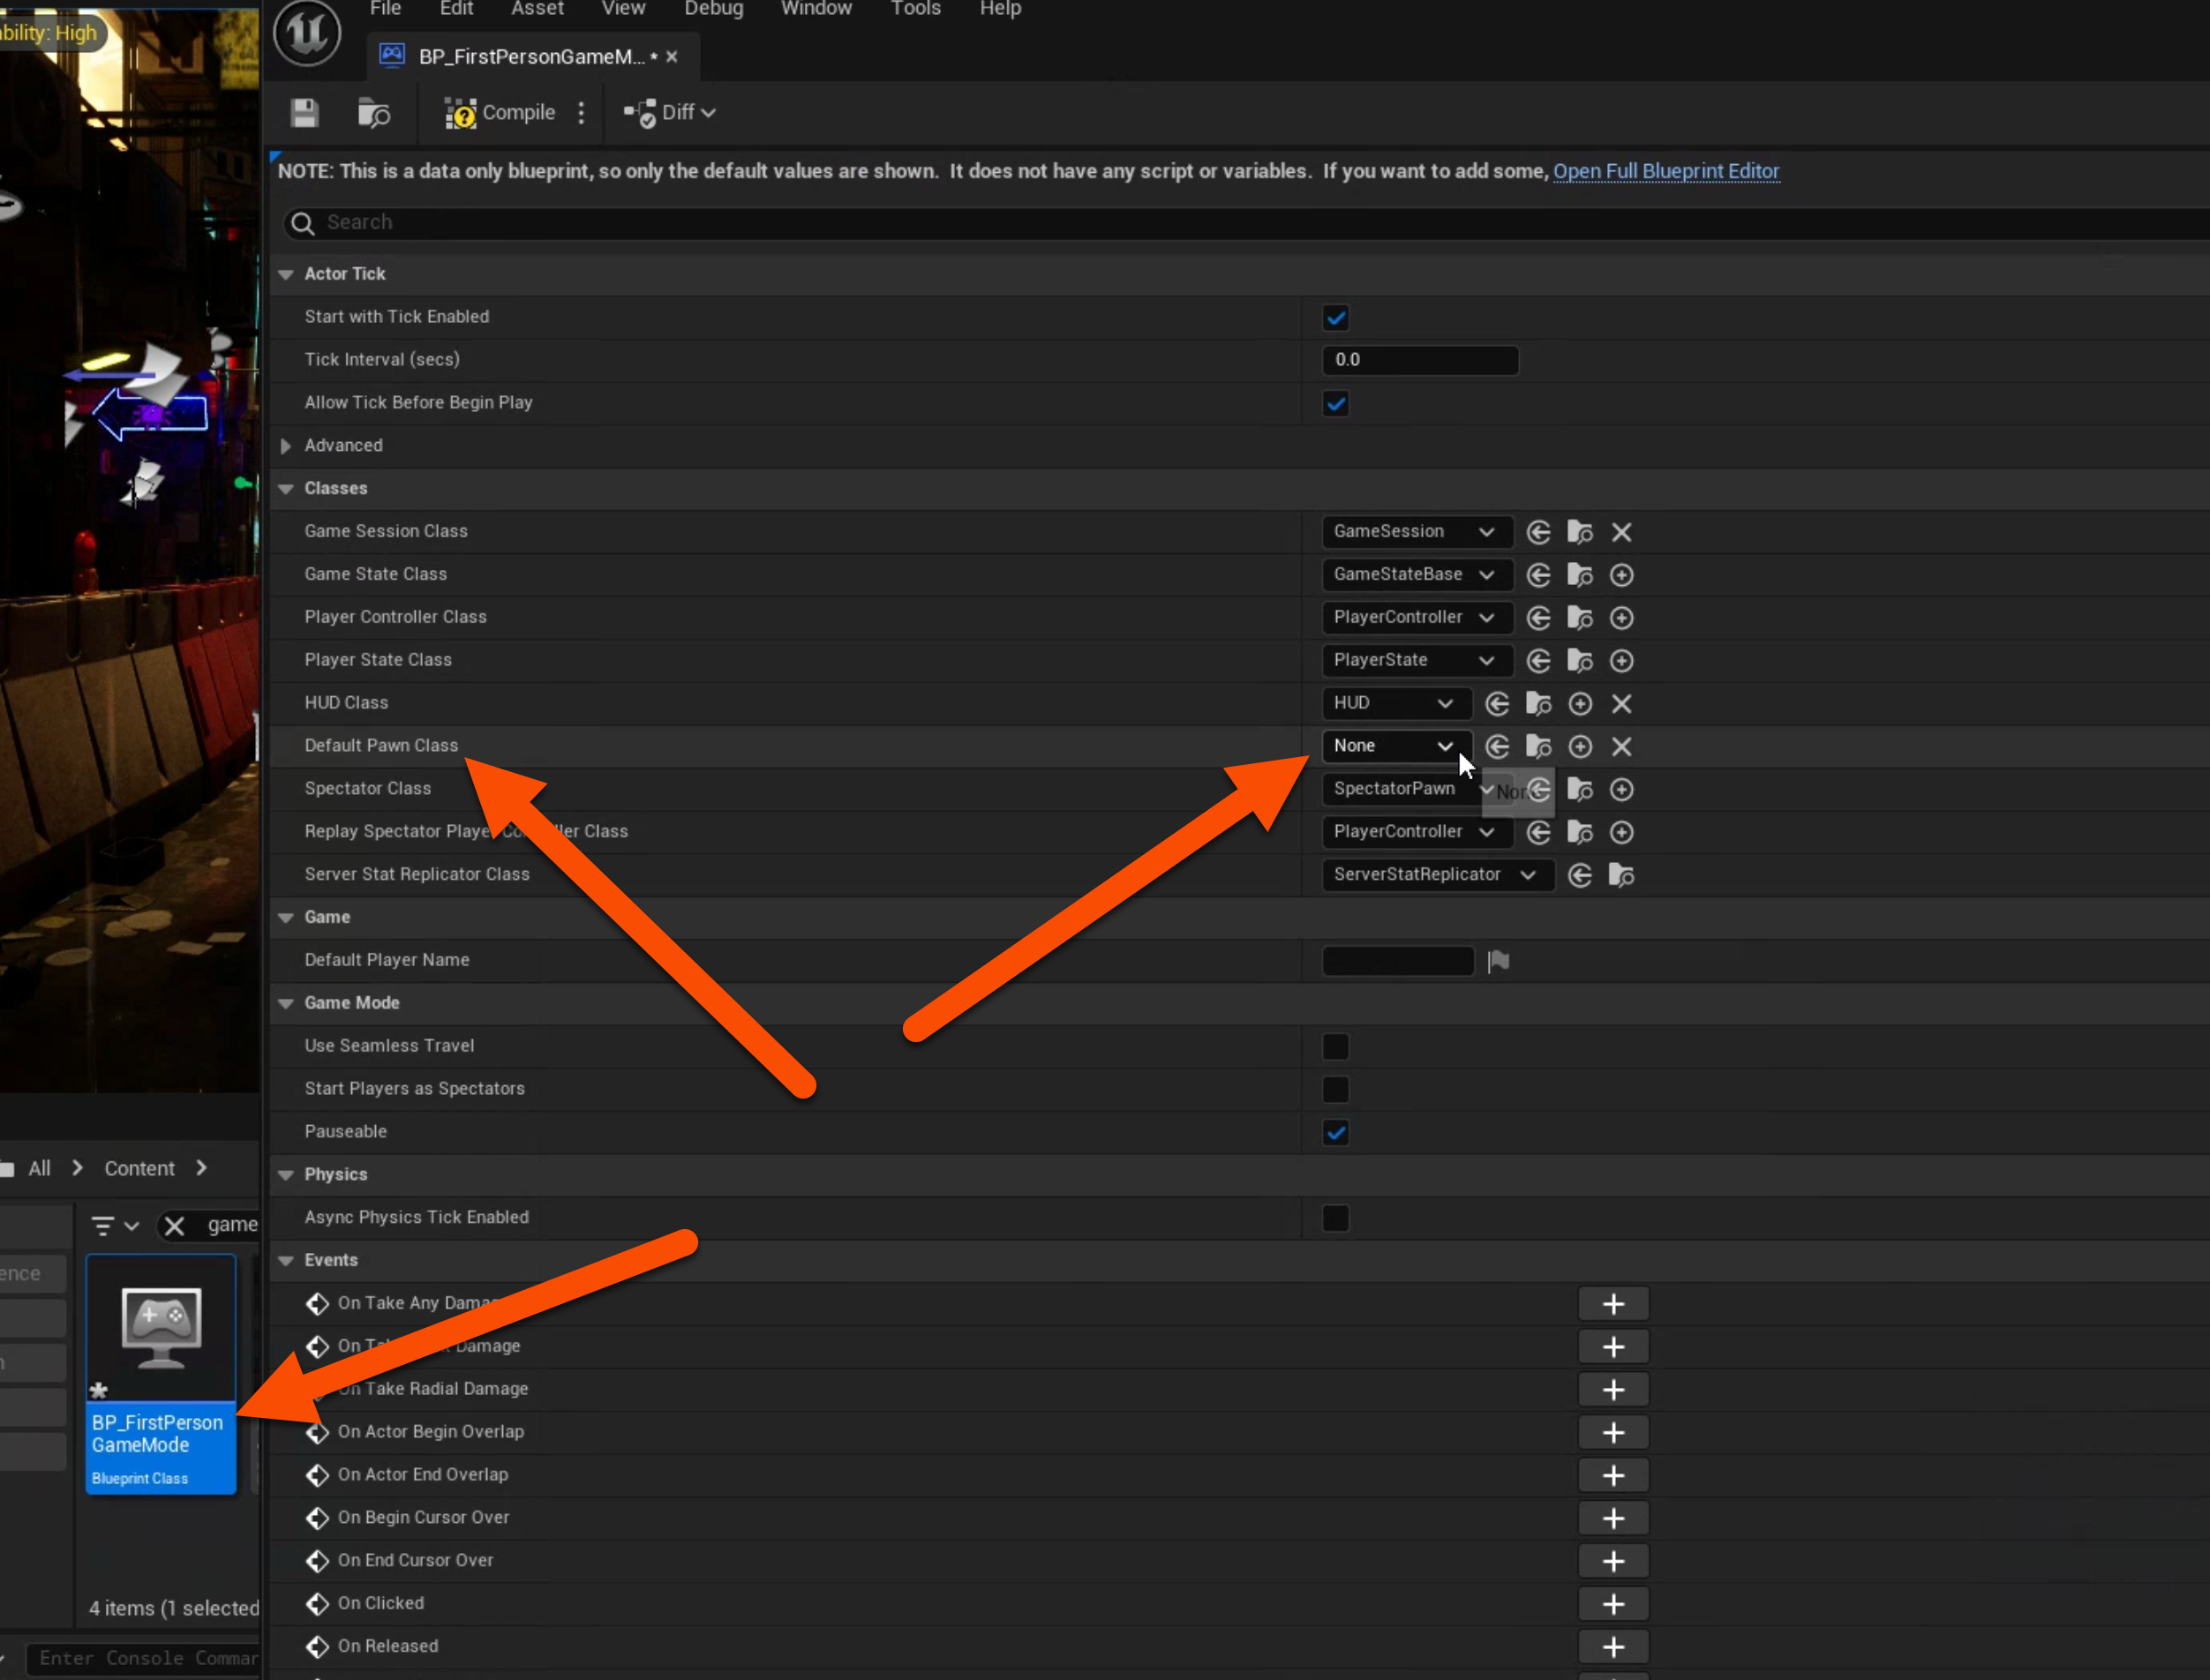 bility: High
File Edit Asset View Debug Window Tools Help
BP_FirstPersonGameM... •
Compile
Diff
NOTE: This is a data only blueprint, so only the default values are shown. It does not have any script or variables. If you want to add some, Open Full Blueprint Editor
Search
Actor Tick
Start with Tick Enabled
Tick Interval (secs) 0.0
Allow Tick Before Begin Play
Advanced
Classes
Game Session Class GameSession
Game State Class GameStateBase
Player Controller Class PlayerController
Player State Class PlayerState
HUD Class HUD
Default Pawn Class None
Spectator Class SpectatorPawn
Replay Spectator Playe ller Class PlayerController
Server Stat Replicator Class ServerStatReplicator
Game
Default Player Name
Game Mode
Use Seamless Travel
Start Players as Spectators
Pauseable
Physics
Async Physics Tick Enabled
Events
On Take Any Dama
On Damage
On Take Radial Damage
On Actor Begin Overlap
On Actor End Overlap
On Begin Cursor Over
On End Cursor Over
On Clicked
On Released
All > Content >
game
ence
BP_FirstPerson
GameMode
Blueprint Class
4 items (1 selected
Enter Console Commar